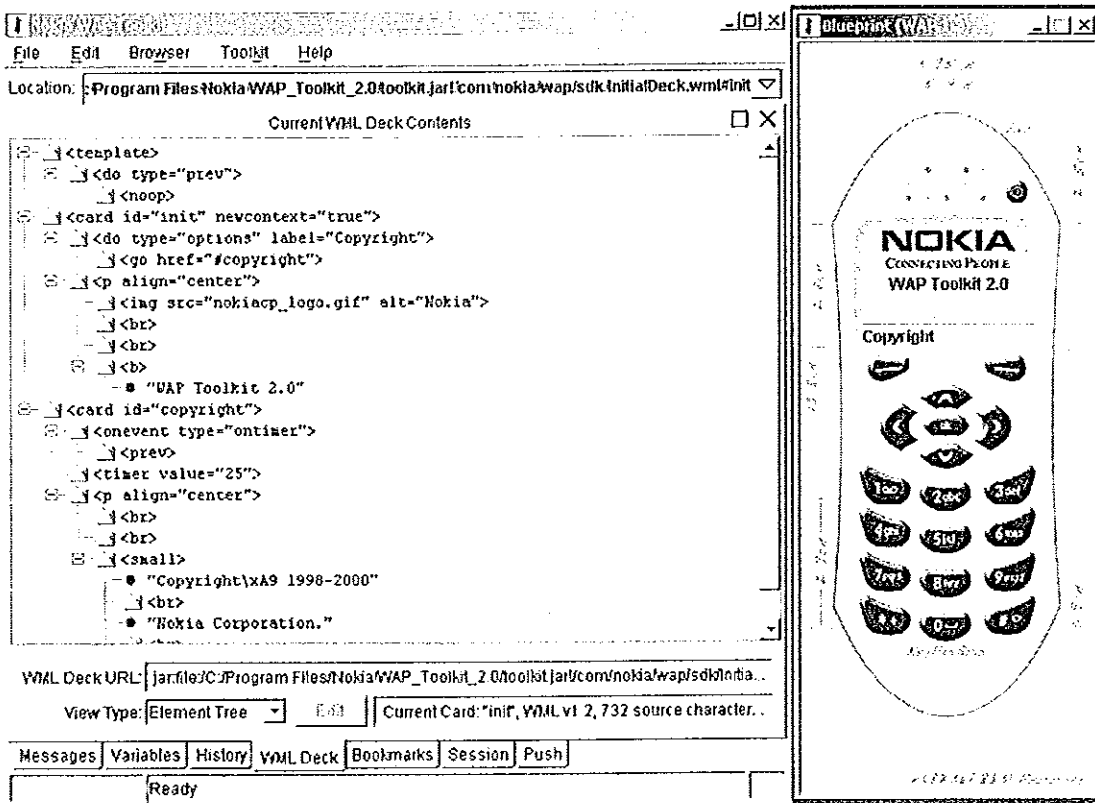 File Edit Browser Toolkit Help
Location: c:Program Files\Nokia\WAP_Toolkit_2.0/toolkit.jar!/com/nokia/wap/sdk/InitialDeck.wml#init
Current WML Deck Contents
<template>
<do type="prev">
<noop>
<card id="init" newcontext="true">
<do type="options" label="Copyright">
<go href="#copyright">
<p align="center">
<img src="nokiacp_logo.gif" alt="Nokia">
<br>
<br>
<b>
"WAP Toolkit 2.0"
<card id="copyright">
<onevent type="ontimer">
<prev>
<timer value="25">
<p align="center">
<br>
<br>
<small>
"Copyright\xA9 1998-2000"
<br>
"Nokia Corporation."
<br>
WML Deck URL: jar:file:/C:/Program Files/Nokia/WAP_Toolkit_2.0/toolkit.jar!/com/nokia/wap/sdk/Initia...
View Type: Element Tree Edit Current Card: "init", WML v1.2, 732 source character...
Messages Variables History WML Deck Bookmarks Session Push
Ready
Blueprint (WAP
NOKIA
CONNECTING PEOPLE
WAP Toolkit 2.0
Copyright